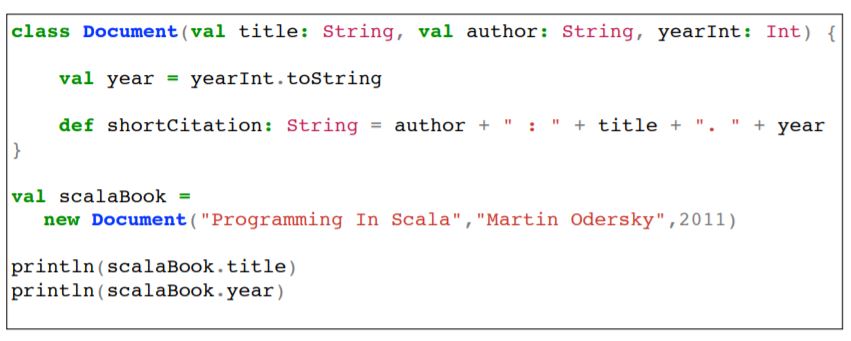 class Document(val title: String, val author: String, yearInt: Int) {
val year = yearInt.toString
def shortCitation: String = author + " : " + title + ". " + year
}
val scalaBook =
new Document("Programming In Scala","Martin Odersky",2011)
println(scalaBook.title)
println(scalaBook.year)